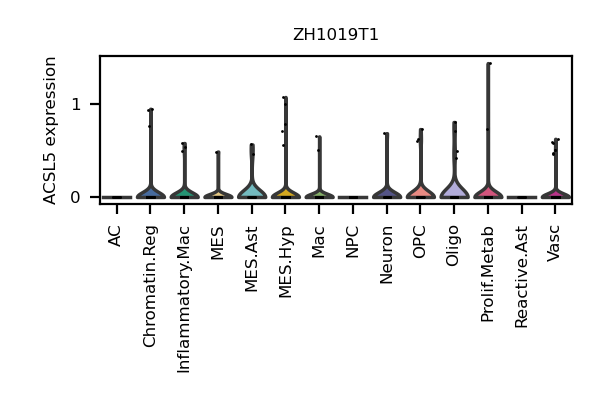 ZH1019T1
ACSL5 expression
1
0
AC
Chromatin.Reg
Inflammatory.Mac
MES
MES.Ast
MES.Hyp
Mac
NPC
Neuron
OPC
Oligo
Prolif.Metab
Reactive.Ast
Vasc